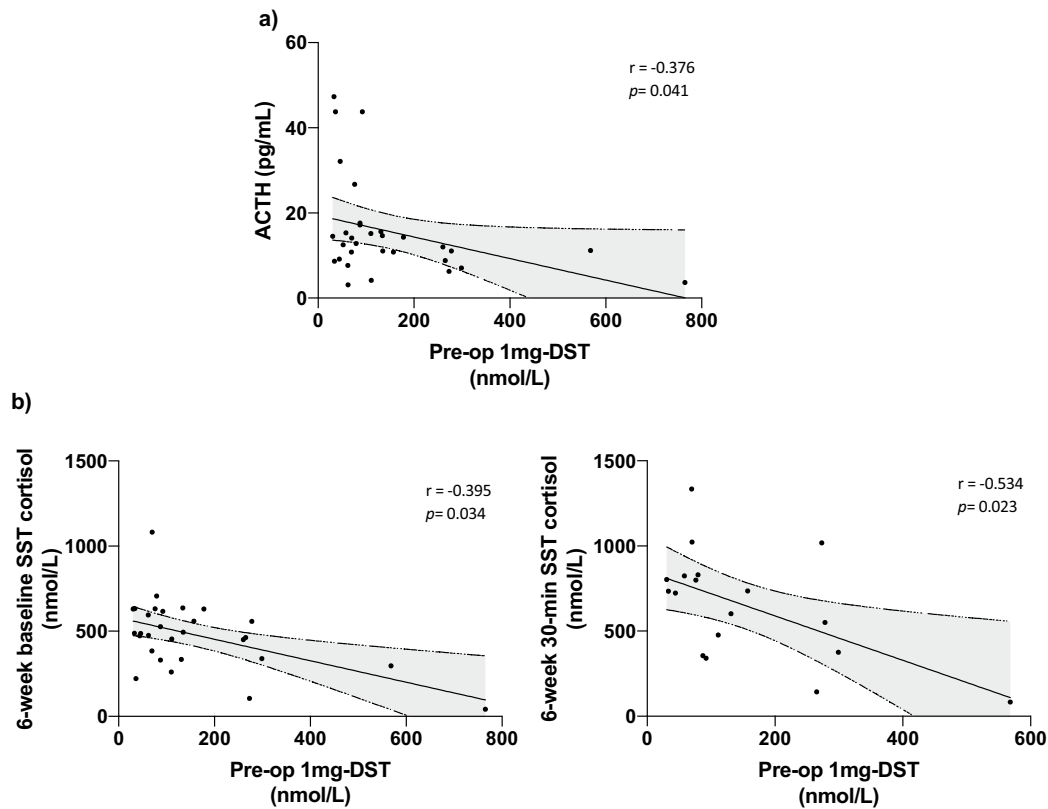 a)
60
40
20
0
ACTH (pg/mL)
r = -0.376
p= 0.041
0 200 400 600 800
Pre-op 1mg-DST
(nmol/L)
b)
6-week baseline SST cortisol
(nmol/L)
1500
1000
500
0
r = -0.395
p= 0.034
0 200 400 600 800
Pre-op 1mg-DST
(nmol/L)
6-week 30-min SST cortisol
(nmol/L)
1500
1000
500
0
r = -0.534
p= 0.023
0 200 400 600
Pre-op 1mg-DST
(nmol/L)